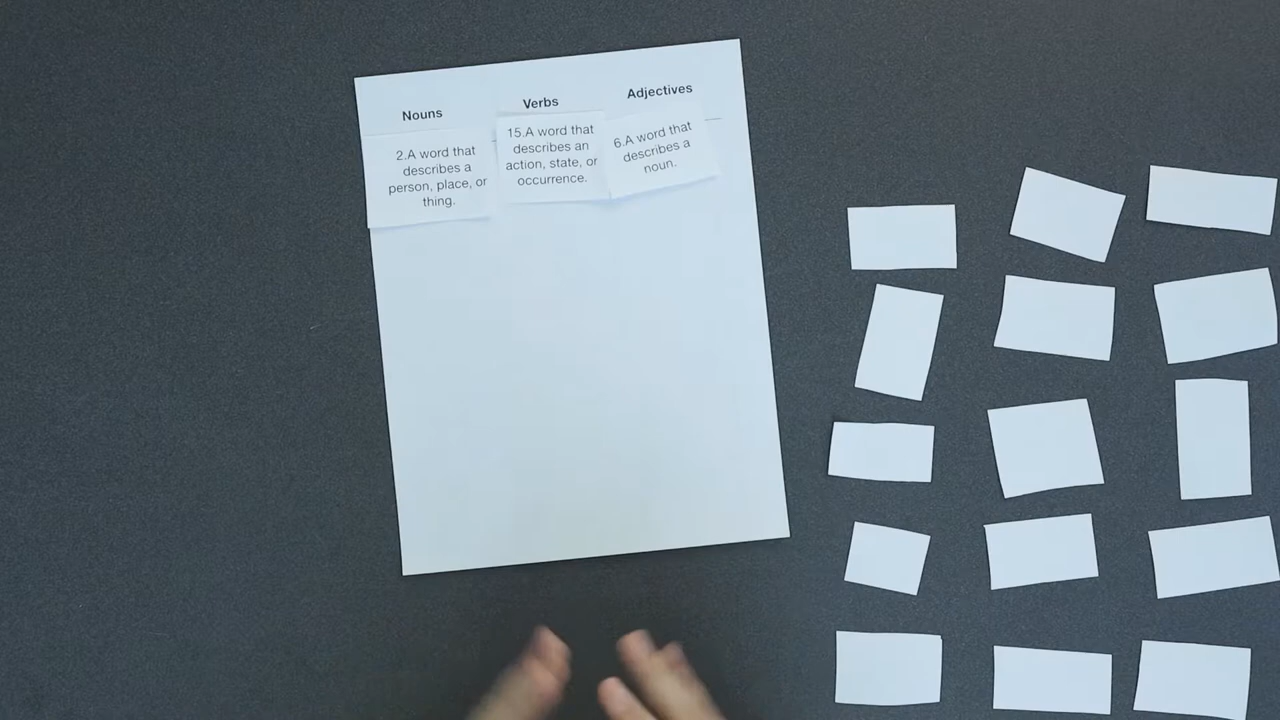 Nouns
Verbs
Adjectives
2.A word that
describes a
person, place, or
thing.
15.A word that
describes an
action, state, or
occurrence.
6.A word that
describes a
noun.